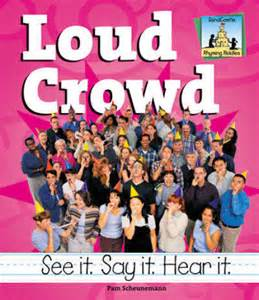 Loud
Crowd
SandCastle
Rhyming Riddles
See it. Say it. Hear it.
Pam Scheunemann